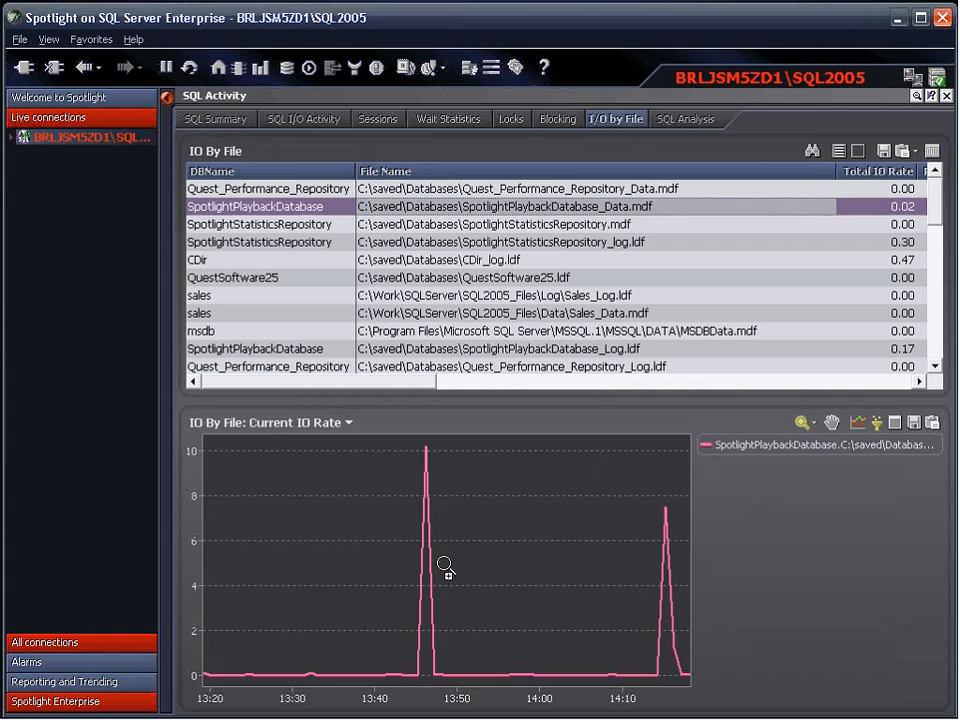 Spotlight on SQL Server Enterprise - BRLJSM5ZD1\SQL2005
File View Favorites Help
BRLJSM5ZD1\SQL2005
Welcome to Spotlight
SQL Activity
Live connections
SQL Summary SQL I/O Activity Sessions Wait Statistics Locks Blocking I/O by File SQL Analysis
BRLJSM5ZD1\SQL...
IO By File
DBName File Name Total IO Rate
Quest_Performance_Repository C:\saved\Databases\Quest_Performance_Repository_Data.mdf 0.00
SpotlightPlaybackDatabase C:\saved\Databases\SpotlightPlaybackDatabase_Data.mdf 0.02
SpotlightStatisticsRepository C:\saved\Databases\SpotlightStatisticsRepository.mdf 0.00
SpotlightStatisticsRepository C:\saved\Databases\SpotlightStatisticsRepository_log.ldf 0.30
CDir C:\saved\Databases\CDir_log.ldf 0.47
QuestSoftware25 C:\saved\Databases\QuestSoftware25.ldf 0.00
sales C:\Work\SQLServer\SQL2005_Files\Log\Sales_Log.ldf 0.00
sales C:\Work\SQLServer\SQL2005_Files\Data\Sales_Data.mdf 0.00
msdb C:\Program Files\Microsoft SQL Server\MSSQL.1\MSSQL\DATA\MSDBData.mdf 0.00
SpotlightPlaybackDatabase C:\saved\Databases\SpotlightPlaybackDatabase_Log.ldf 0.17
Quest_Performance_Repository C:\saved\Databases\Quest_Performance_Repository_Log.ldf 0.00
IO By File: Current IO Rate
SpotlightPlaybackDatabase.C:\saved\Databas...
10
8
6
4
2
0
13:20 13:30 13:40 13:50 14:00 14:10
All connections
Alarms
Reporting and Trending
Spotlight Enterprise